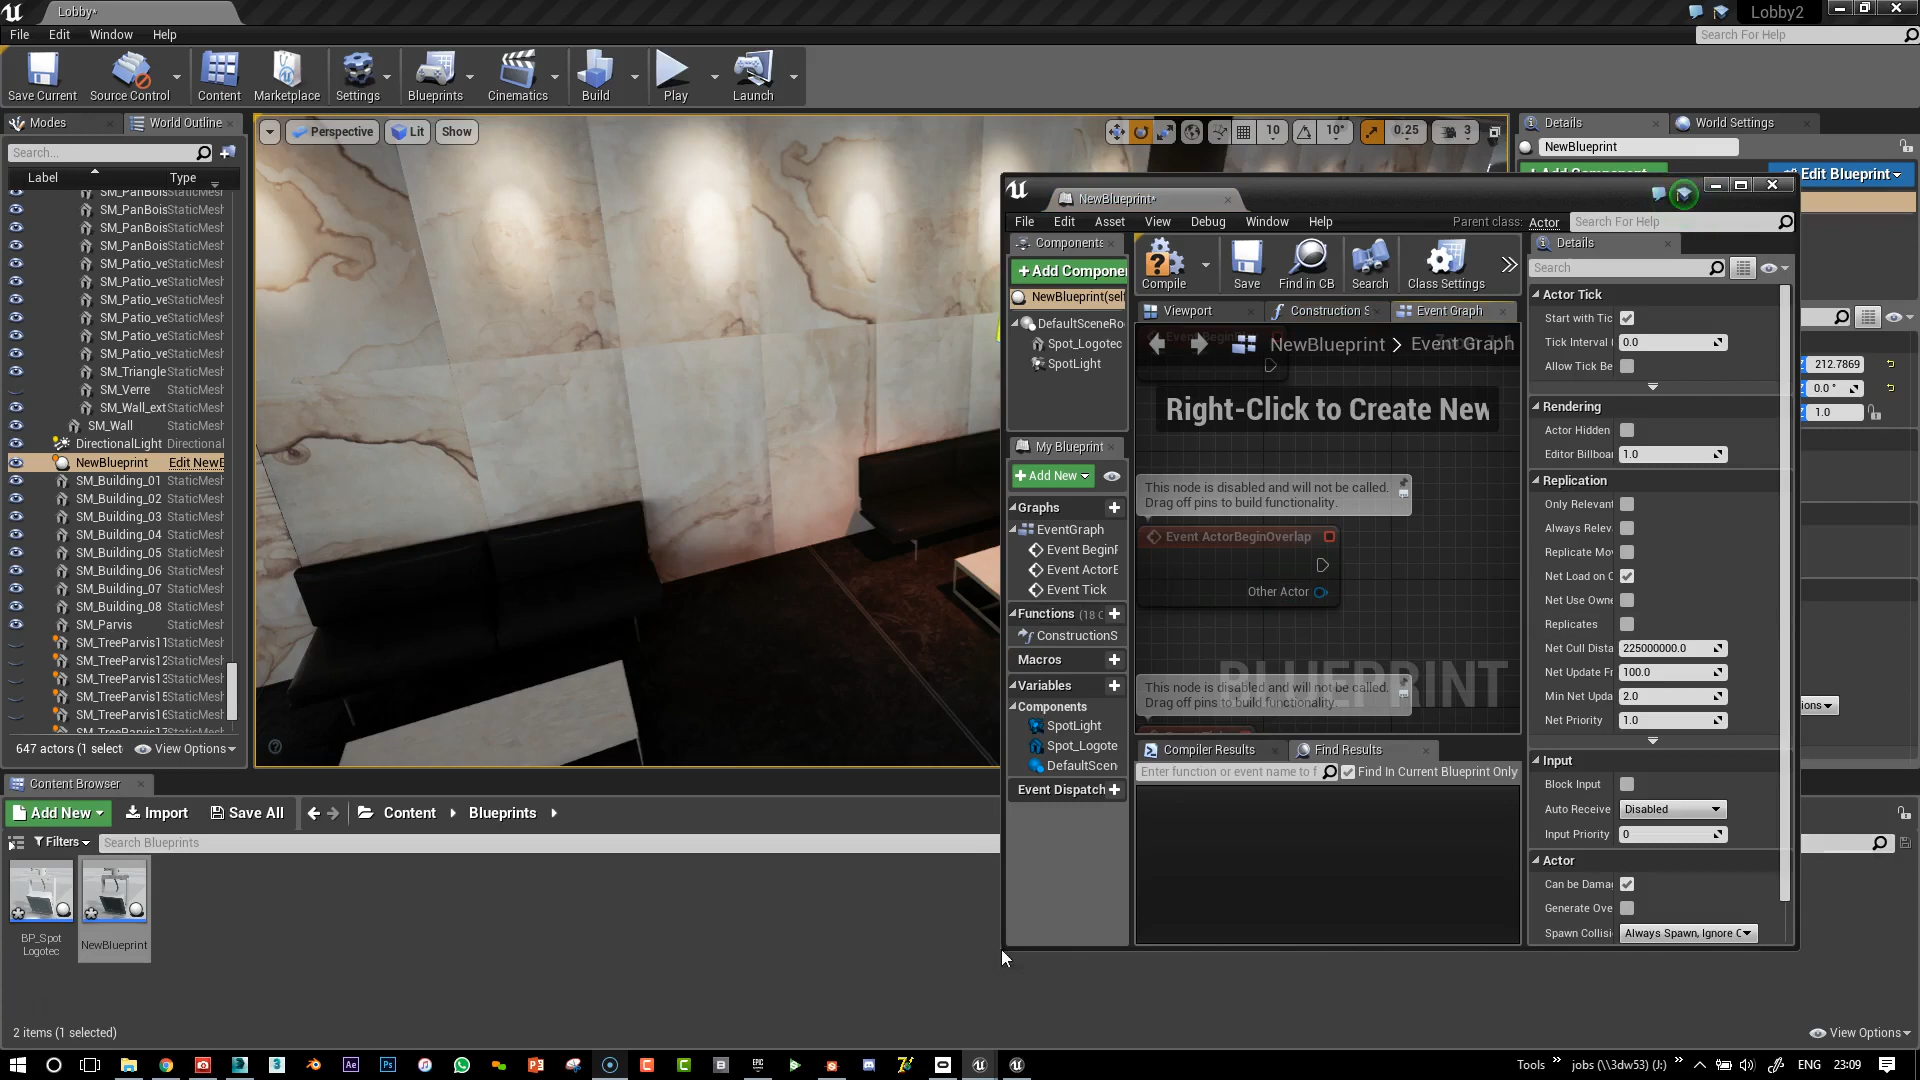 Lobby*
Lobby2
File Edit Window Help
Search For Help
Save Current Source Control Content Marketplace Settings Blueprints Cinematics Build Play Launch
Modes World Outline
Perspective Lit Show
10 10° 0.25 3
Details World Settings
Search...
NewBlueprint
Edit Blueprint
Label Type
SM_PanBois StaticMesh
SM_PanBois StaticMesh
SM_PanBois StaticMesh
SM_PanBois StaticMesh
SM_Patio_ve StaticMesh
SM_Patio_ve StaticMesh
SM_Patio_ve StaticMesh
SM_Patio_ve StaticMesh
SM_Patio_ve StaticMesh
SM_Patio_ve StaticMesh
SM_Triangle StaticMesh
SM_Verre StaticMesh
SM_Wall_ext StaticMesh
SM_Wall StaticMesh
DirectionalLight Directional
NewBlueprint Edit NewB
SM_Building_01 StaticMesh
SM_Building_02 StaticMesh
SM_Building_03 StaticMesh
SM_Building_04 StaticMesh
SM_Building_05 StaticMesh
SM_Building_06 StaticMesh
SM_Building_07 StaticMesh
SM_Building_08 StaticMesh
SM_Parvis StaticMesh
SM_TreeParvis11 StaticMesh
SM_TreeParvis12 StaticMesh
SM_TreeParvis13 StaticMesh
SM_TreeParvis15 StaticMesh
SM_TreeParvis16 StaticMesh
647 actors (1 select View Options
NewBlueprint*
File Edit Asset View Debug Window Help
Parent class: Actor Search For Help
Components
+Add Compone
NewBlueprint(self
DefaultSceneRo
Spot_Logotec
SpotLight
My Blueprint
+Add New
Graphs
EventGraph
Event BeginP
Event ActorB
Event Tick
Functions (18 O
ConstructionS
Macros
Variables
Components
SpotLight
Spot_Logote
DefaultScen
Event Dispatch
Compile Save Find in CB Search Class Settings
Viewport Construction S Event Graph
NewBlueprint > Event Graph
Right-Click to Create New
This node is disabled and will not be called.
Drag off pins to build functionality.
Event ActorBeginOverlap
Other Actor
BLUEPRINT
This node is disabled and will not be called.
Drag off pins to build functionality.
Compiler Results Find Results
Enter function or event name to f Find In Current Blueprint Only
Details
Search
Actor Tick
Start with Tic
Tick Interval ( 0.0
Allow Tick Be
Rendering
Actor Hidden
Editor Billboa 1.0
Replication
Only Relevan
Always Relev
Replicate Mo
Net Load on C
Net Use Owne
Replicates
Net Cull Dista 225000000.0
Net Update Fr 100.0
Min Net Upda 2.0
Net Priority 1.0
Input
Block Input
Auto Receive Disabled
Input Priority 0
Actor
Can be Dama
Generate Ove
Spawn Collisi Always Spawn, Ignore C
212.7869
0.0 °
1.0
ions
Content Browser
Add New Import Save All Content Blueprints
Filters Search Blueprints
BP_Spot
Logotec
NewBlueprint
2 items (1 selected)
View Options
Tools jobs (\\3dw53) (J:) ENG 23:09